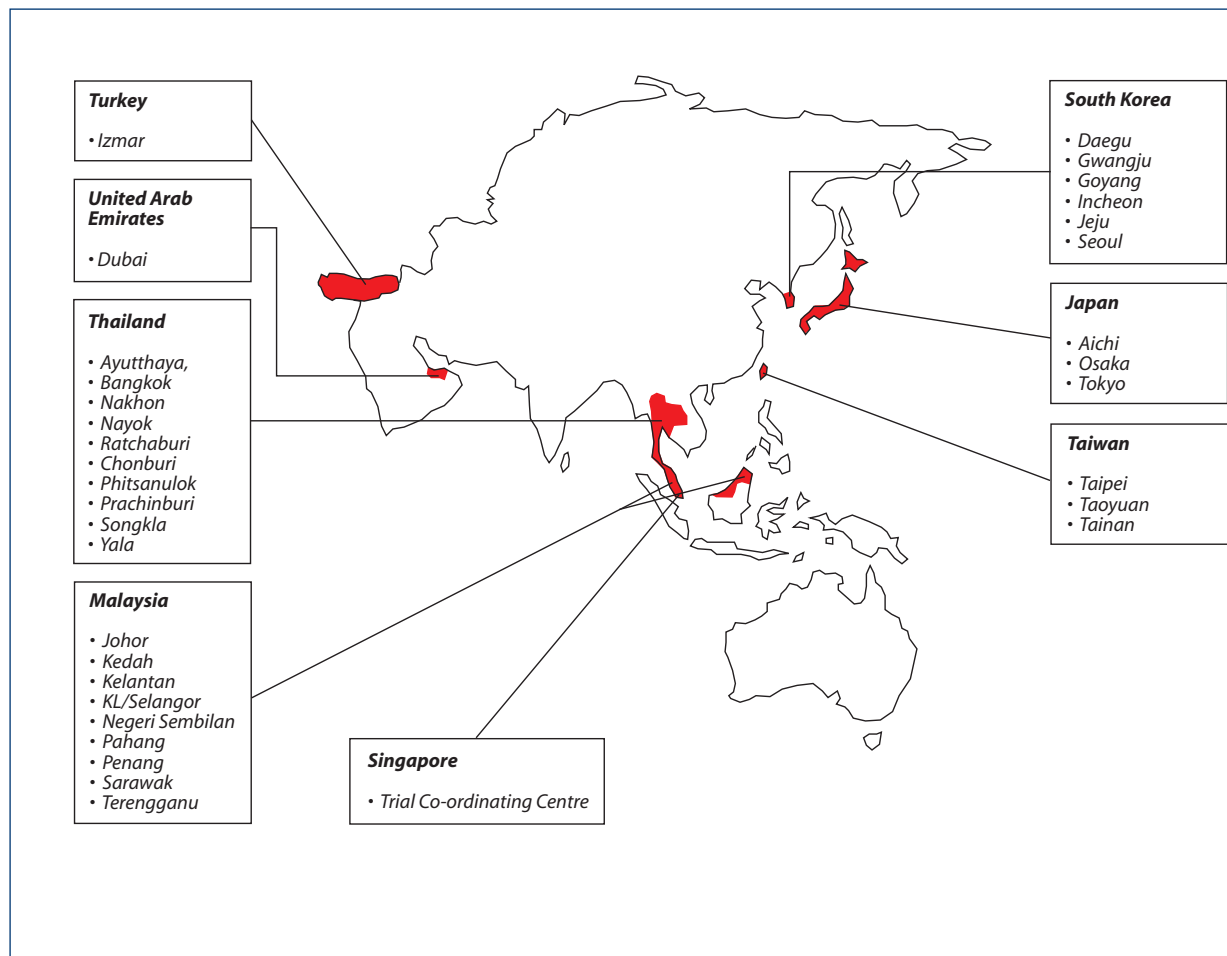 Turkey
• Izmar
United Arab
Emirates
• Dubai
Thailand
• Ayutthaya,
• Bangkok
• Nakhon
• Nayok
• Ratchaburi
• Chonburi
• Phitsanulok
• Prachinburi
• Songkla
• Yala
Malaysia
• Johor
• Kedah
• Kelantan
• KL/Selangor
• Negeri Sembilan
• Pahang
• Penang
• Sarawak
• Terengganu
Singapore
• Trial Co-ordinating Centre
South Korea
• Daegu
• Gwangju
• Goyang
• Incheon
• Jeju
• Seoul
Japan
• Aichi
• Osaka
• Tokyo
Taiwan
• Taipei
• Taoyuan
• Tainan